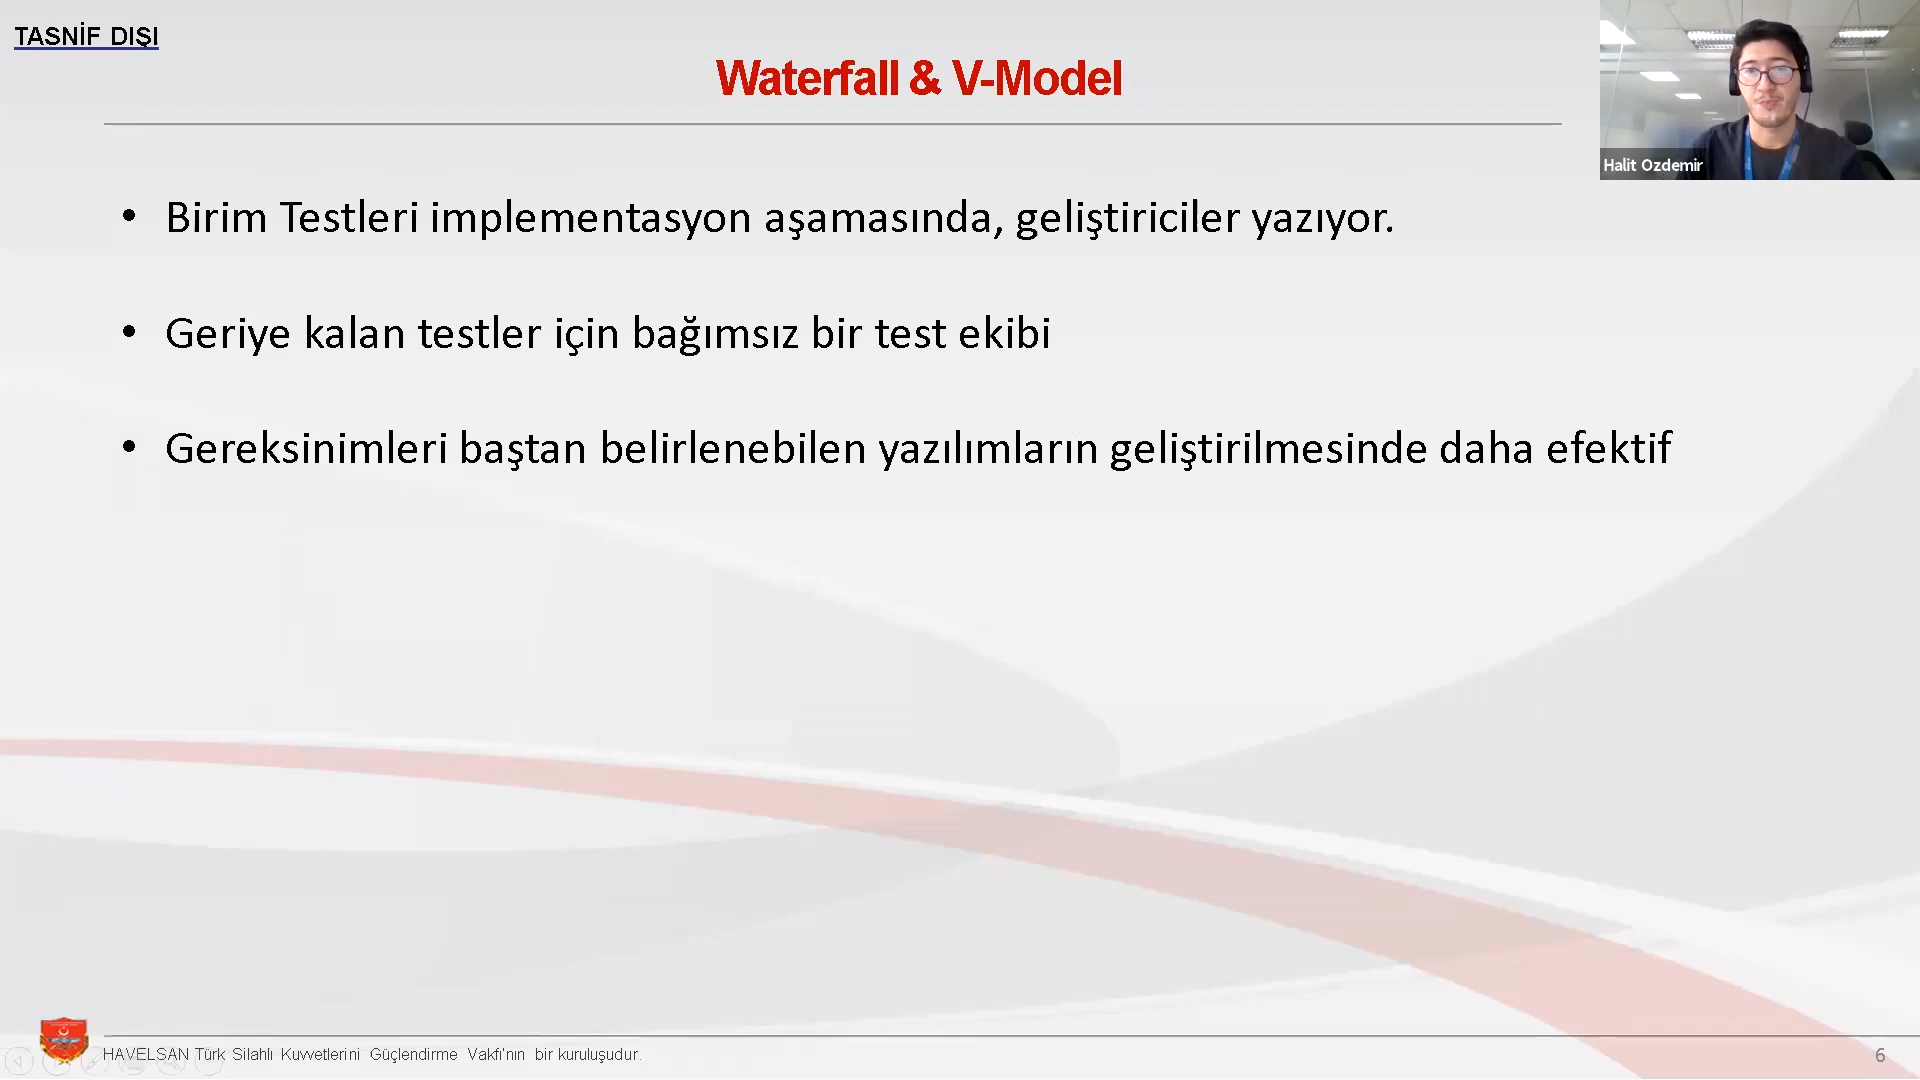 TASNİF DIŞI
Waterfall & V-Model
Halit Ozdemir
• Birim Testleri implementasyon aşamasında, geliştiriciler yazıyor.
• Geriye kalan testler için bağımsız bir test ekibi
• Gereksinimleri baştan belirlenebilen yazılımların geliştirilmesinde daha efektif
HAVELSAN Türk Silahlı Kuvvetlerini Güçlendirme Vakfı'nın bir kuruluşudur.
6